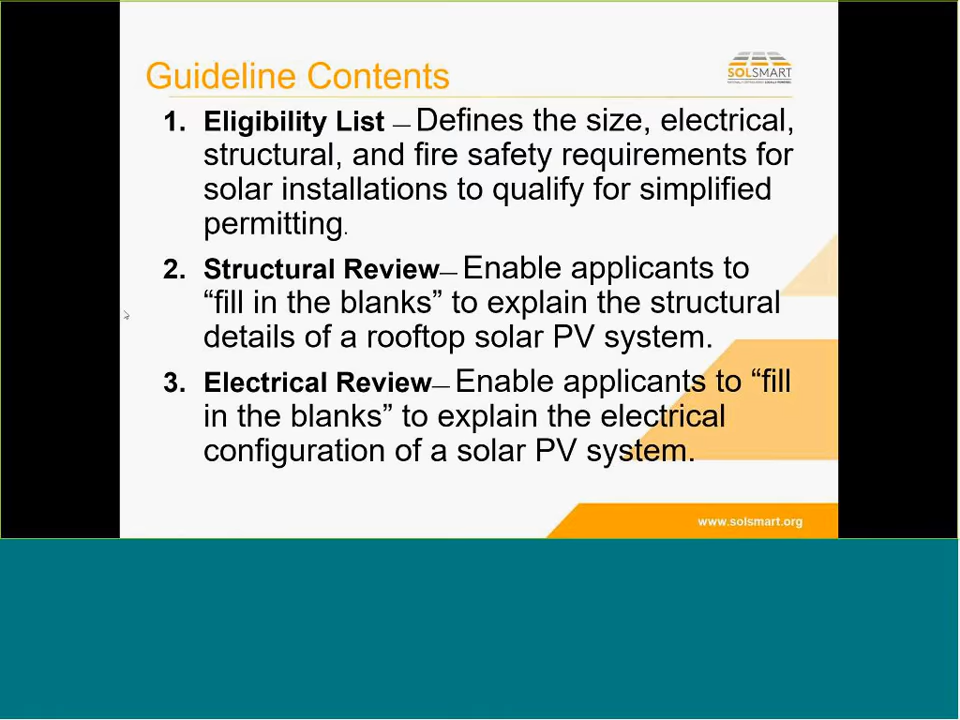 Guideline Contents
SOLSMART
1. Eligibility List — Defines the size, electrical,
structural, and fire safety requirements for
solar installations to qualify for simplified
permitting.
2. Structural Review— Enable applicants to
“fill in the blanks” to explain the structural
details of a rooftop solar PV system.
3. Electrical Review— Enable applicants to “fill
in the blanks” to explain the electrical
configuration of a solar PV system.
www.solsmart.org